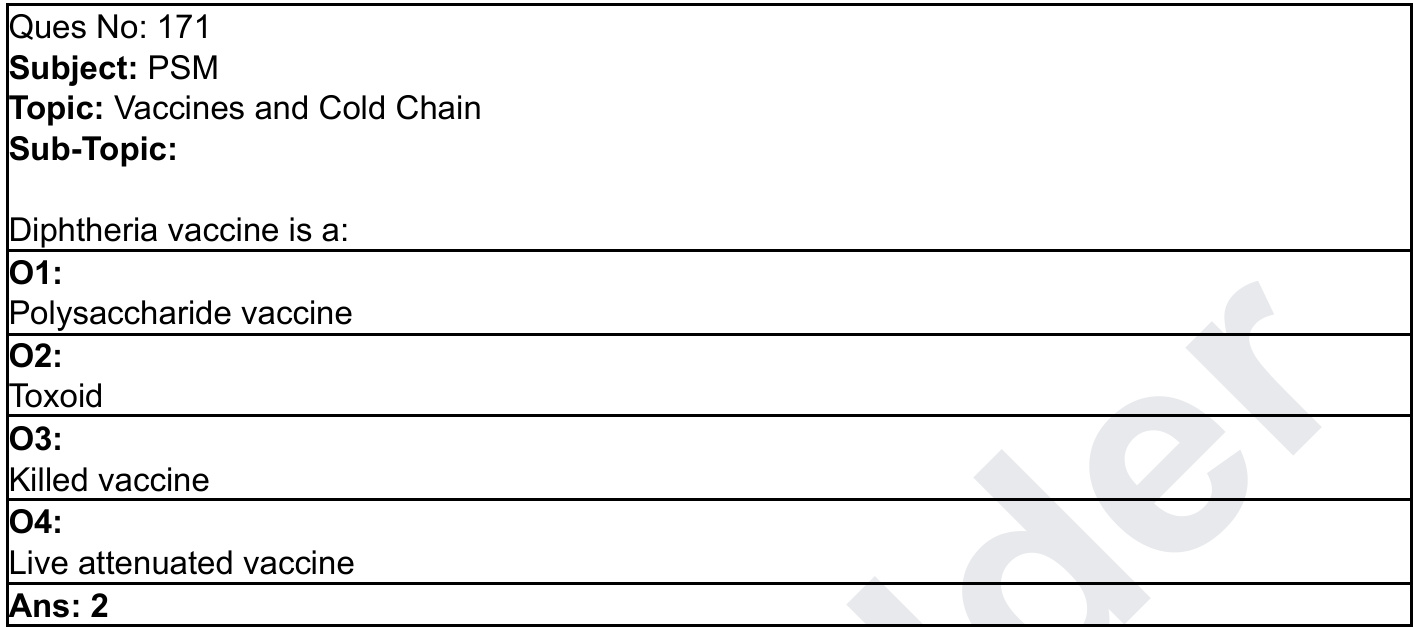 Ques No: 171
Subject: PSM
Topic: Vaccines and Cold Chain
Sub-Topic:
Diphtheria vaccine is a:
O1:
Polysaccharide vaccine
O2:
Toxoid
O3:
Killed vaccine
O4:
Live attenuated vaccine
Ans: 2